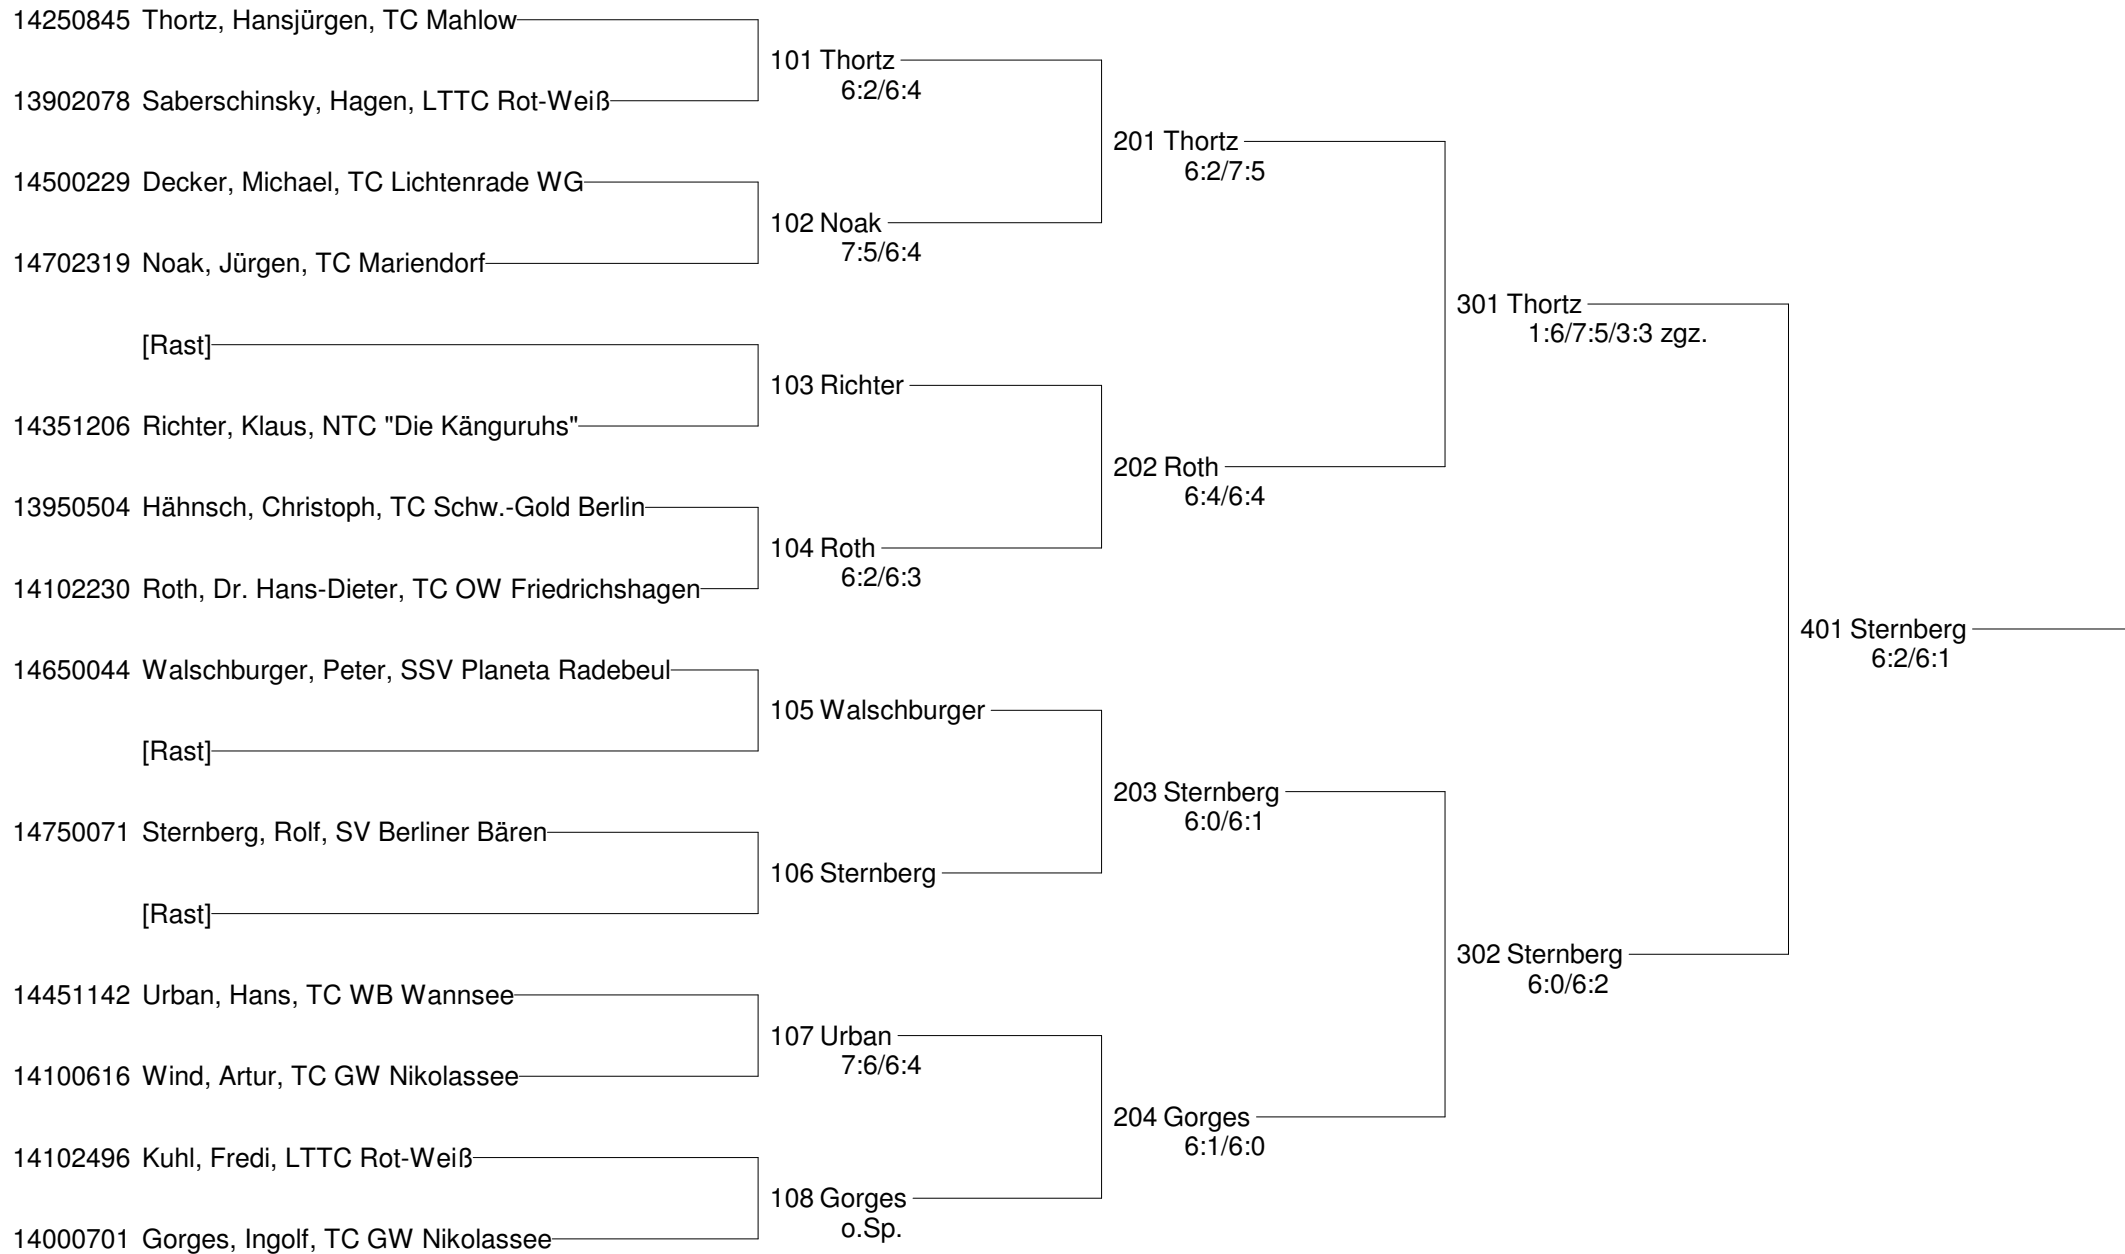 14250845 Thortz, Hansjürgen, TC Mahlow
101 Thortz
6:2/6:4
13902078 Saberschinsky, Hagen, LTTC Rot-Weiß
201 Thortz
6:2/7:5
14500229 Decker, Michael, TC Lichtenrade WG
102 Noak
7:5/6:4
14702319 Noak, Jürgen, TC Mariendorf
301 Thortz
1:6/7:5/3:3 zgz.
[Rast]
103 Richter
14351206 Richter, Klaus, NTC "Die Känguruhs"
202 Roth
6:4/6:4
13950504 Hähnsch, Christoph, TC Schw.-Gold Berlin
104 Roth
6:2/6:3
14102230 Roth, Dr. Hans-Dieter, TC OW Friedrichshagen
401 Sternberg
6:2/6:1
14650044 Walschburger, Peter, SSV Planeta Radebeul
105 Walschburger
[Rast]
203 Sternberg
6:0/6:1
14750071 Sternberg, Rolf, SV Berliner Bären
106 Sternberg
[Rast]
302 Sternberg
6:0/6:2
14451142 Urban, Hans, TC WB Wannsee
107 Urban
7:6/6:4
14100616 Wind, Artur, TC GW Nikolassee
204 Gorges
6:1/6:0
14102496 Kuhl, Fredi, LTTC Rot-Weiß
108 Gorges
o.Sp.
14000701 Gorges, Ingolf, TC GW Nikolassee